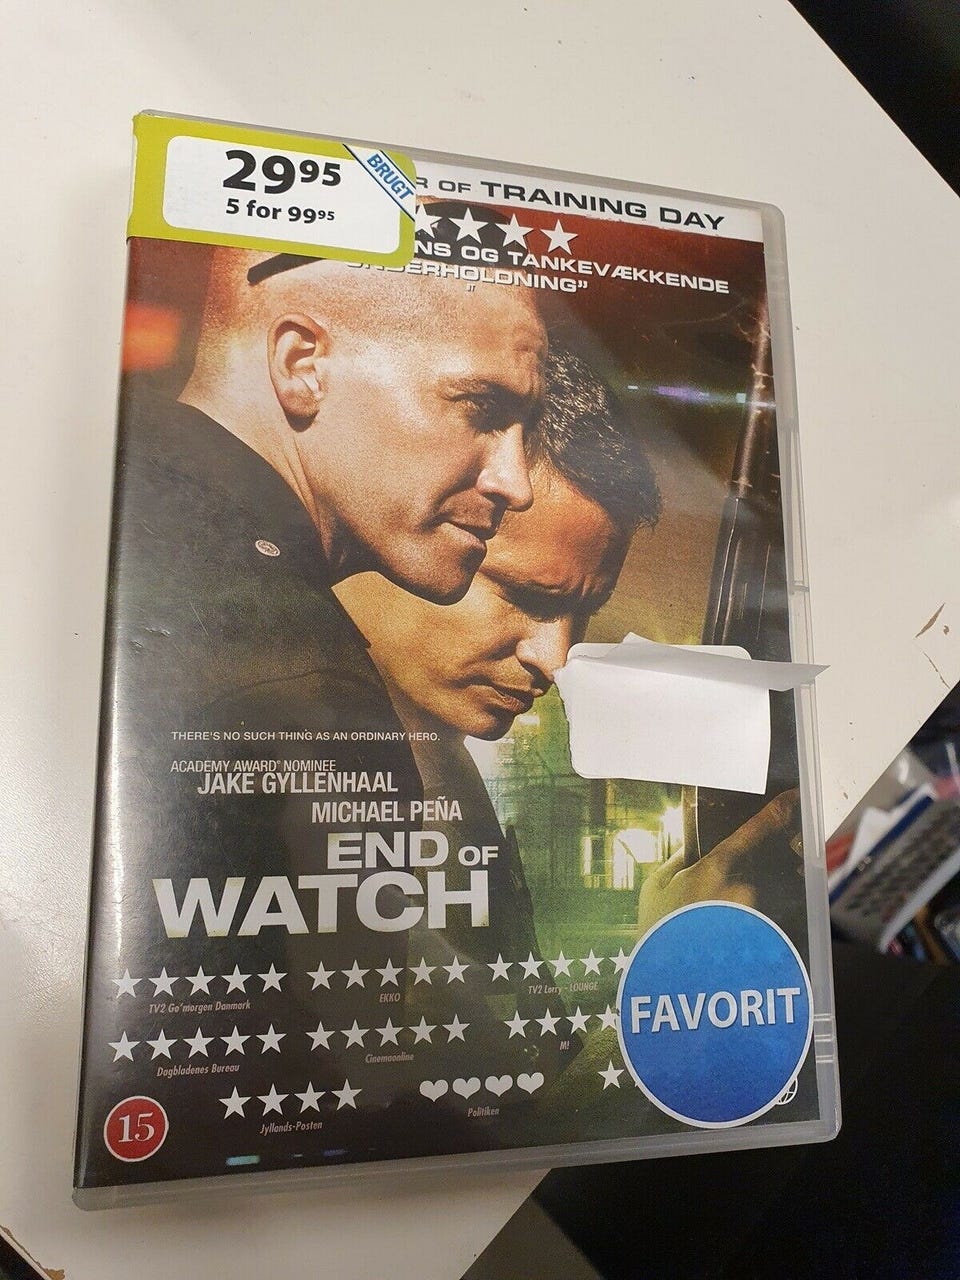 29 95
5 for 99 95
BRUGT
R OF TRAINING DAY
NS OG TANKEVÆKKENDE
UNDERHOLDNING"
BT
THERE'S NO SUCH THING AS AN ORDINARY HERO.
ACADEMY AWARD® NOMINEE
JAKE GYLLENHAAL
MICHAEL PEÑA
END OF
WATCH
TV2 Go'morgen Danmark
EKKO
TV2 Lorry - LOUNGE
FAVORIT
Dagbladenes Bureau
Cinemaonline
M!
Jyllands-Posten
Politiken
15